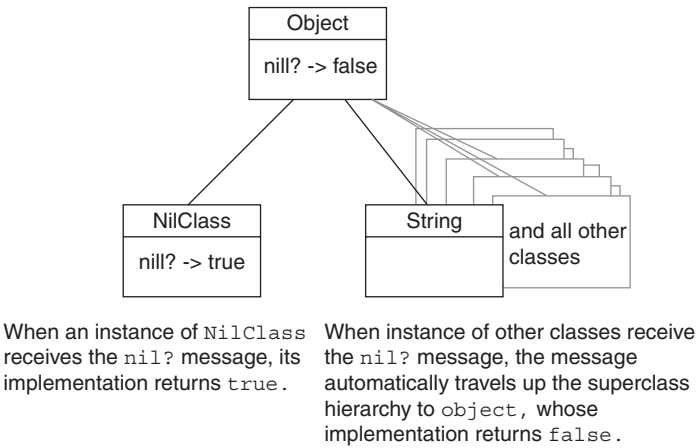 Object
nill? -> false
NilClass
nill? -> true
String
and all other
classes
When an instance of NilClass
receives the nil? message, its
implementation returns true.
When instance of other classes receive
the nil? message, the message
automatically travels up the superclass
hierarchy to object, whose
implementation returns false.